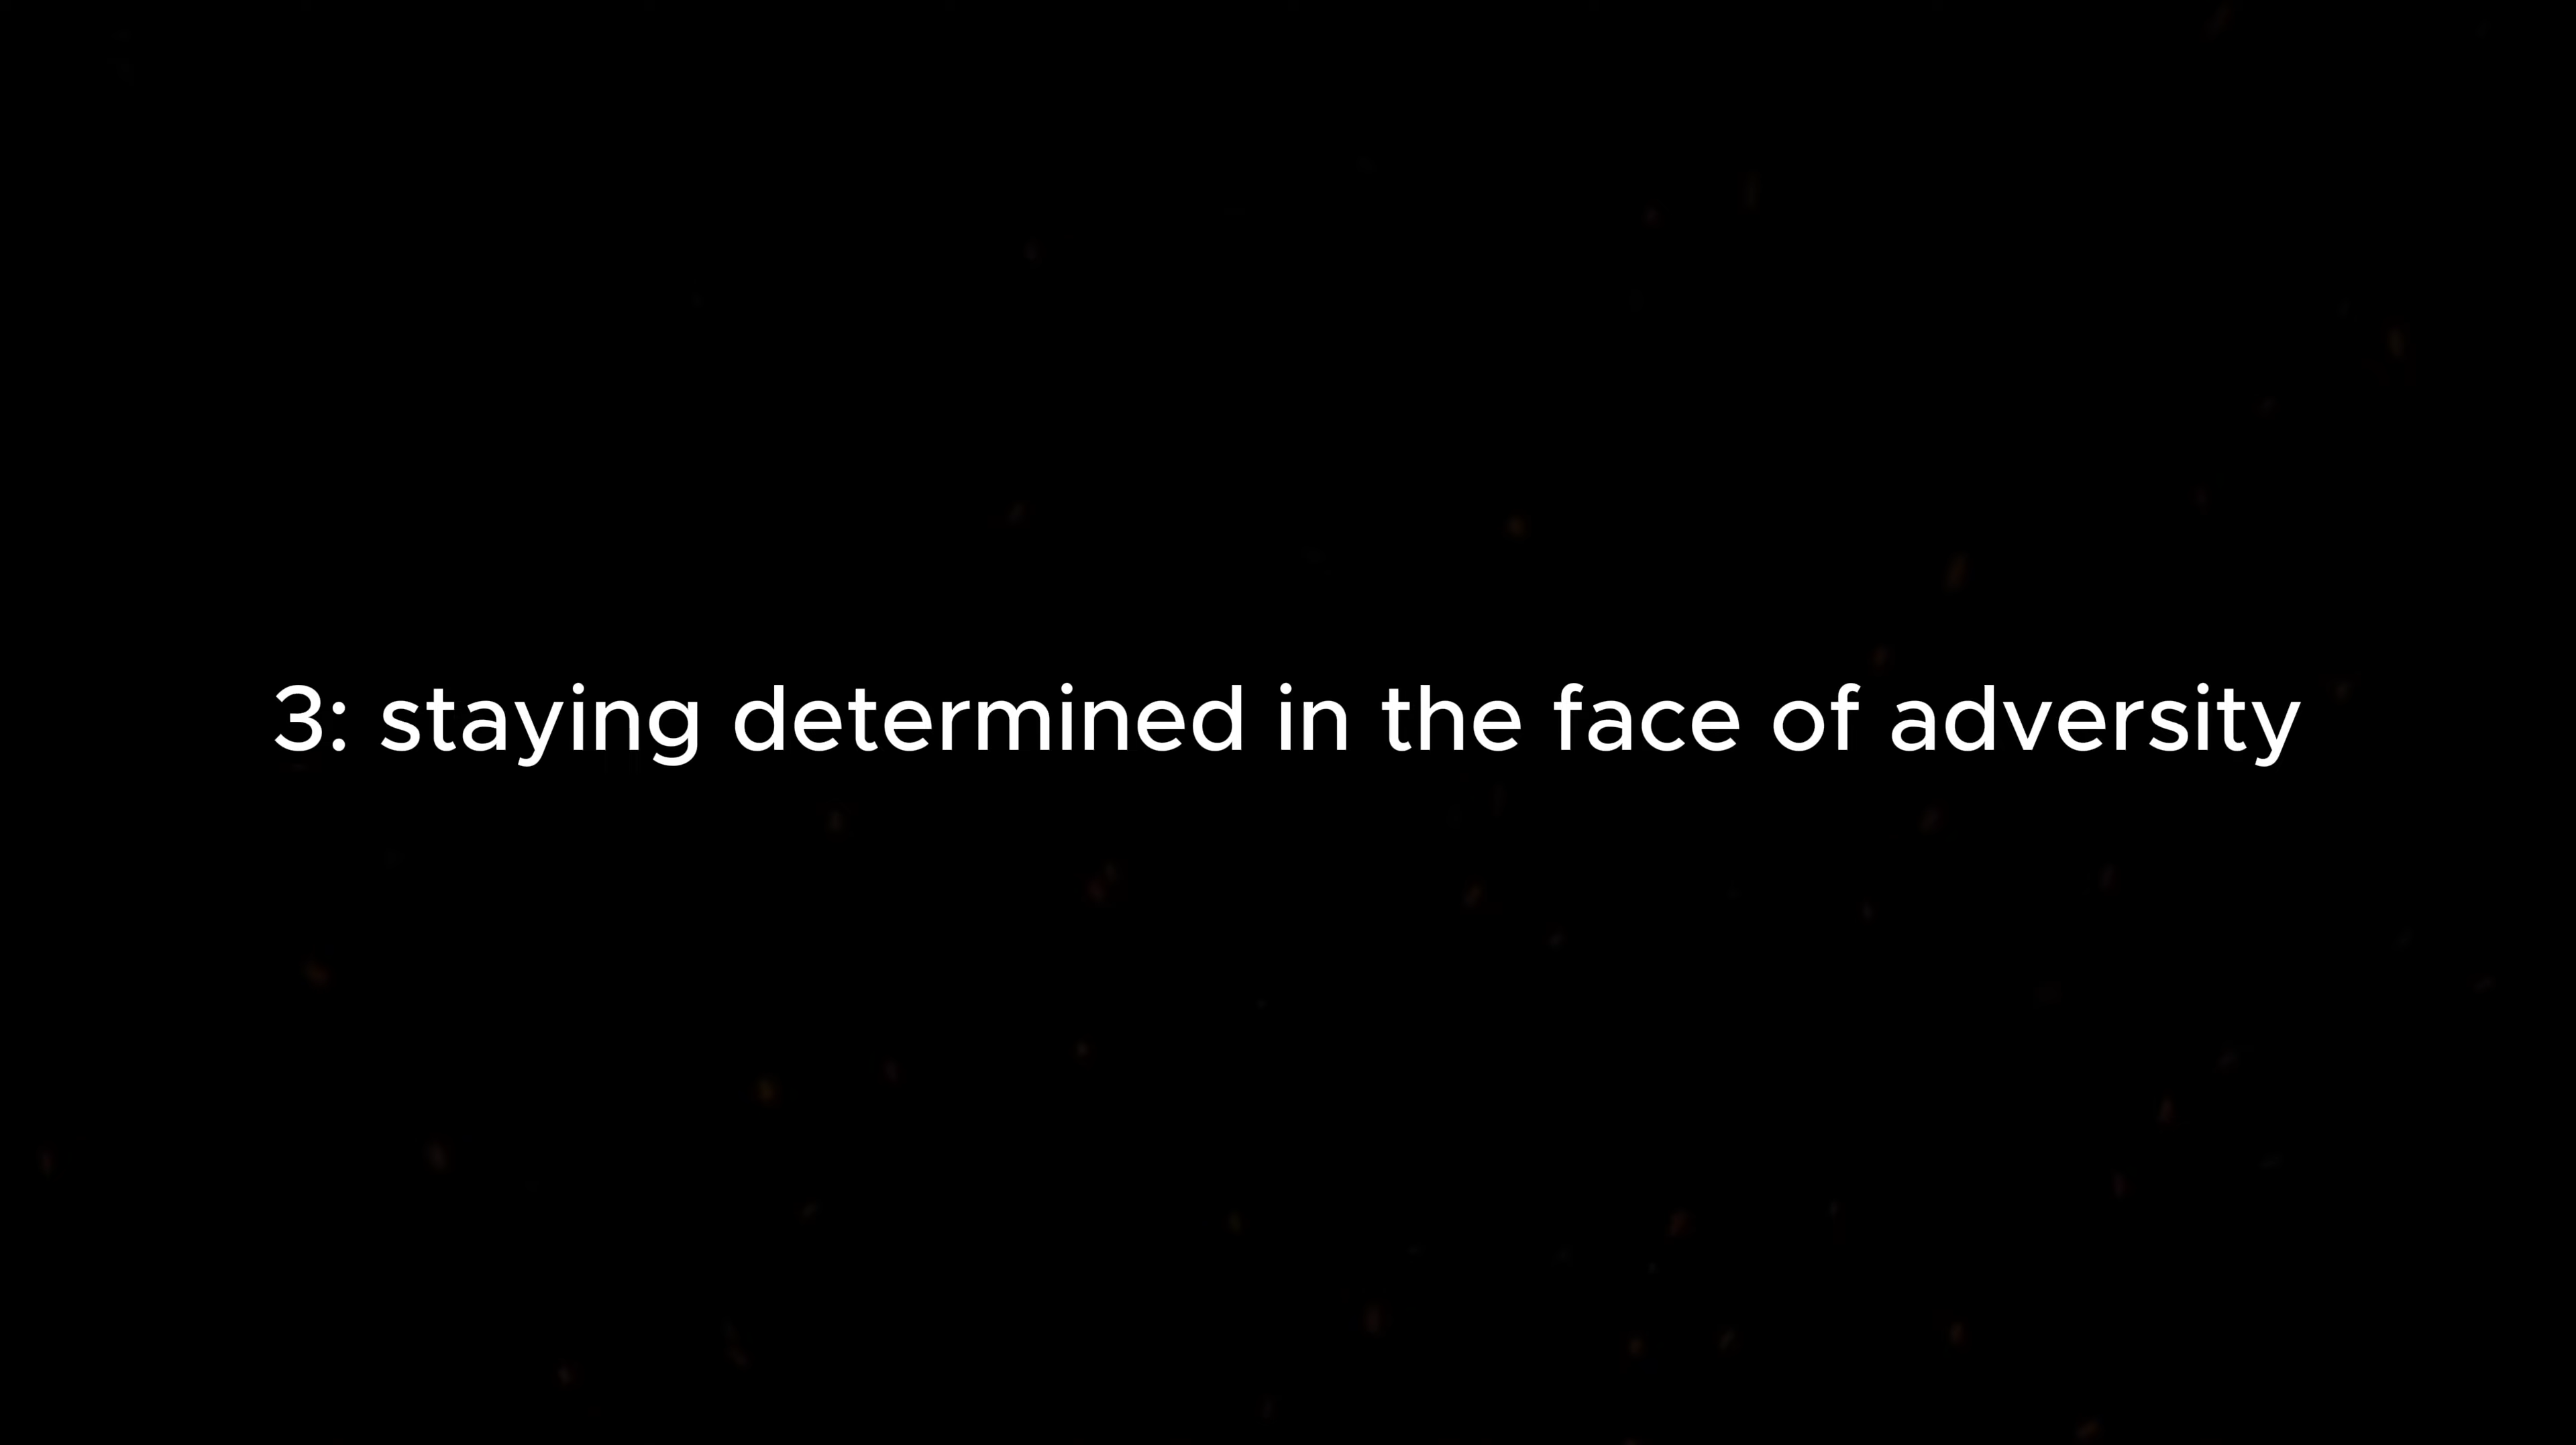 3: staying determined in the face of adversity